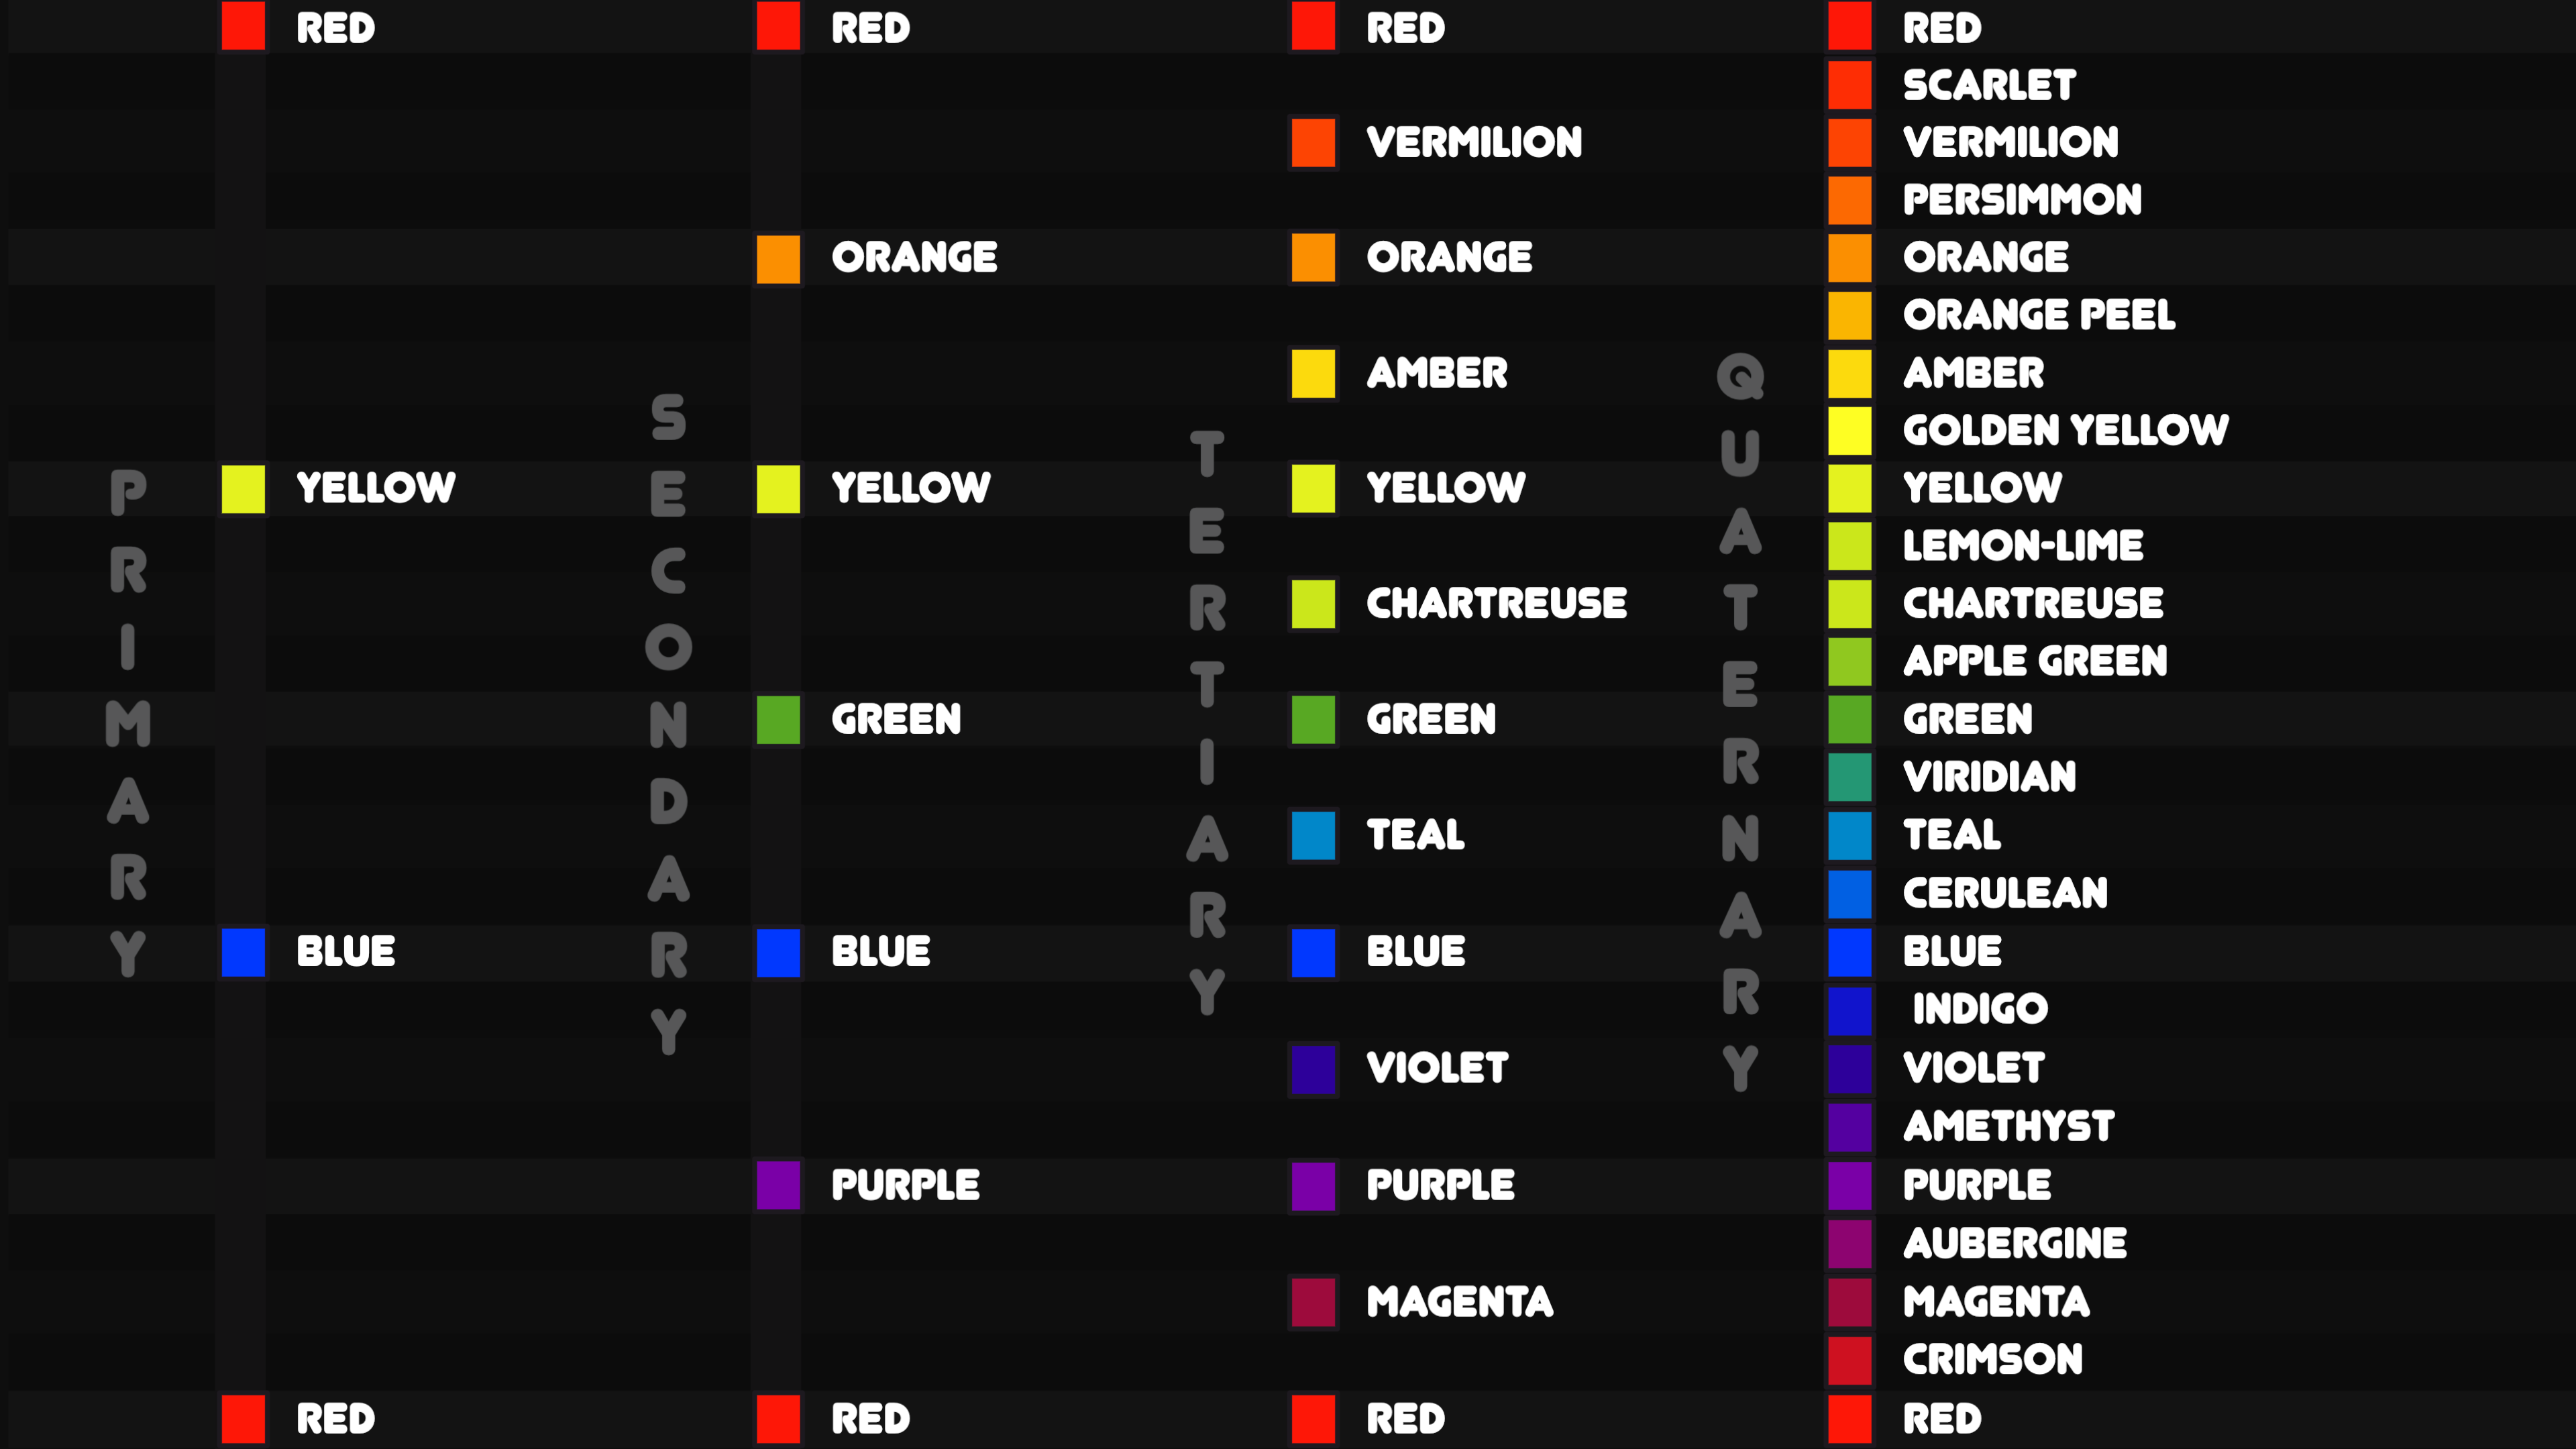 PRIMARY
RED
YELLOW
BLUE
RED
SECONDARY
RED
ORANGE
YELLOW
GREEN
BLUE
PURPLE
RED
TERTIARY
RED
VERMILION
ORANGE
AMBER
YELLOW
CHARTREUSE
GREEN
TEAL
BLUE
VIOLET
PURPLE
MAGENTA
RED
QUATERNARY
RED
SCARLET
VERMILION
PERSIMMON
ORANGE
ORANGE PEEL
AMBER
GOLDEN YELLOW
YELLOW
LEMON-LIME
CHARTREUSE
APPLE GREEN
GREEN
VIRIDIAN
TEAL
CERULEAN
BLUE
INDIGO
VIOLET
AMETHYST
PURPLE
AUBERGINE
MAGENTA
CRIMSON
RED